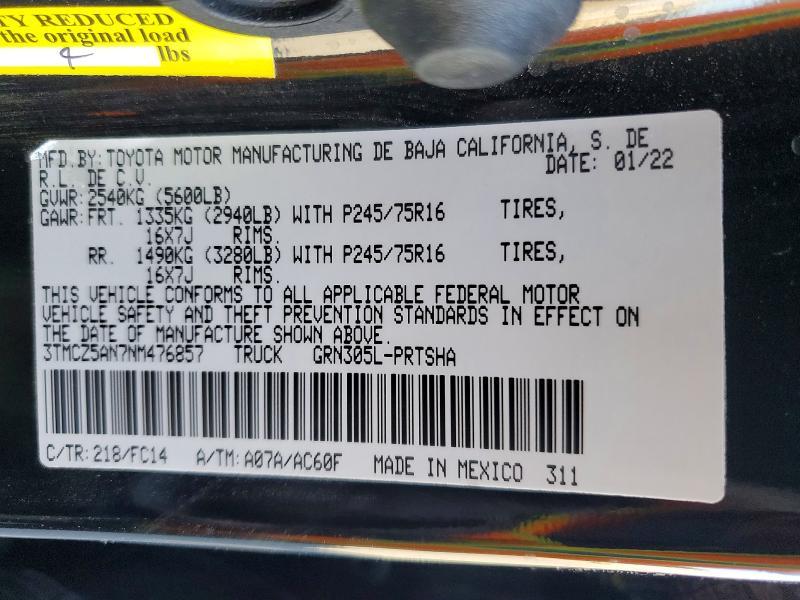 TY REDUCED
the original load
4 lbs
MFD.BY: TOYOTA MOTOR MANUFACTURING DE BAJA CALIFORNIA, S. DE
R.L. DE C.V. DATE: 01/22
GVWR: 2540KG (5600LB)
GAWR: FRT. 1335KG (2940LB) WITH P245/75R16 TIRES,
16X7J RIMS.
RR. 1490KG (3280LB) WITH P245/75R16 TIRES,
16X7J RIMS.
THIS VEHICLE CONFORMS TO ALL APPLICABLE FEDERAL MOTOR
VEHICLE SAFETY AND THEFT PREVENTION STANDARDS IN EFFECT ON
THE DATE OF MANUFACTURE SHOWN ABOVE.
3TMCZ5AN7NM476857 TRUCK GRN305L-PRTSHA
C/TR: 218/FC14 A/TM: A07A/AC60F MADE IN MEXICO 311